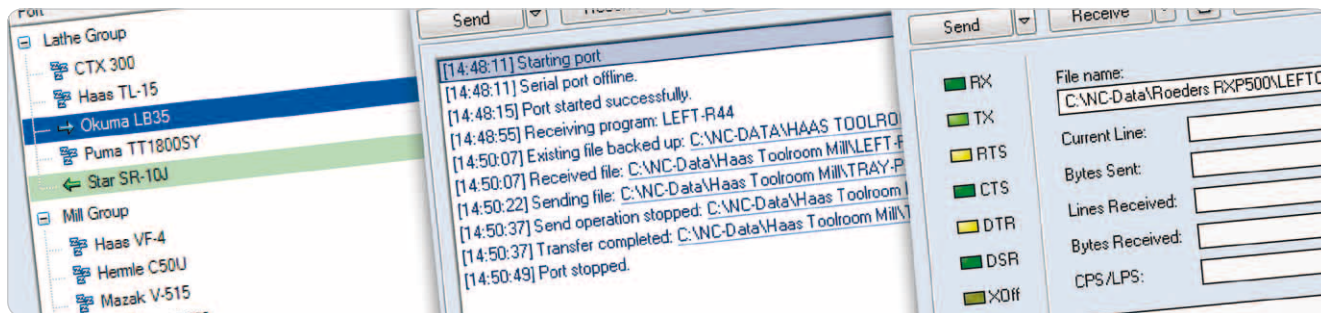 Port
Lathe Group
CTX 300
Haas TL-15
Okuma LB35
Puma TT1800SY
Star SR-10J
Mill Group
Haas VF-4
Hemle C50U
Mazak V-515
Send
[14:48:11] Starting port
[14:48:11] Serial port offline.
[14:48:15] Port started successfully.
[14:48:55] Receiving program: LEFT-R44
[14:50:07] Existing file backed up: C:\NC-DATA\HAAS TOOLRO
[14:50:07] Received file: C:\NC-Data\Haas Toolroom Mill\LEFT-
[14:50:22] Sending file: C:\NC-Data\Haas Toolroom Mill\TRAY-P
[14:50:37] Send operation stopped: C:\NC-Data\Haas Toolroom
[14:50:37] Transfer completed: C:\NC-Data\Haas Toolroom Mill\T
[14:50:49] Port stopped.
Send
Receive
RX
TX
RTS
CTS
DTR
DSR
XOff
File name:
C:\NC-Data\Roeders RXP500\LEFT
Current Line:
Bytes Sent:
Lines Received:
Bytes Received:
CPS/LPS: